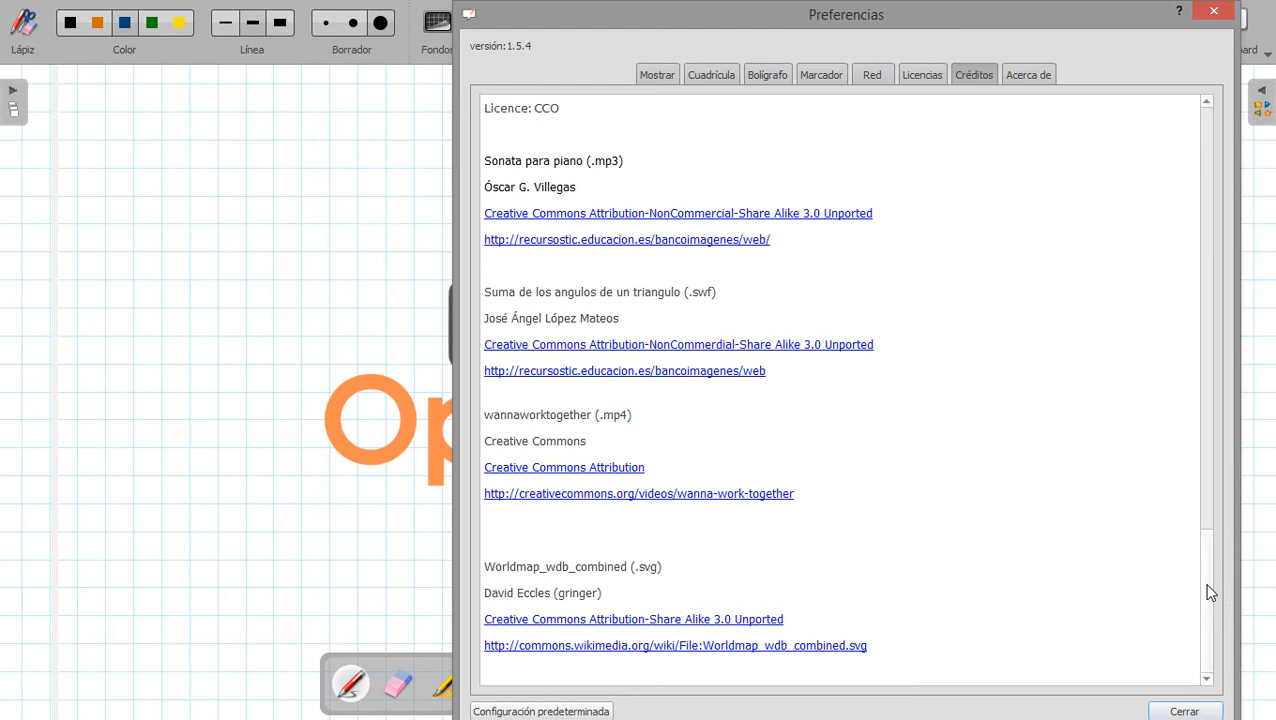 Preferencias
?
versión:1.5.4
Lápiz
Color
Línea
Borrador
Fondos
ard
Mostrar
Cuadrícula
Bolígrafo
Marcador
Red
Licencias
Créditos
Acerca de
Licence: CCO
Sonata para piano (.mp3)
Óscar G. Villegas
Creative Commons Attribution-NonCommercial-Share Alike 3.0 Unported
http://recursostic.educacion.es/bancoimagenes/web/
Suma de los angulos de un triangulo (.swf)
José Ángel López Mateos
Creative Commons Attribution-NonCommerdial-Share Alike 3.0 Unported
http://recursostic.educacion.es/bancoimagenes/web
wannaworktogether (.mp4)
Creative Commons
Creative Commons Attribution
http://creativecommons.org/videos/wanna-work-together
Worldmap_wdb_combined (.svg)
David Eccles (gringer)
Creative Commons Attribution-Share Alike 3.0 Unported
http://commons.wikimedia.org/wiki/File:Worldmap_wdb_combined.svg
Op
Configuración predeterminada
Cerrar